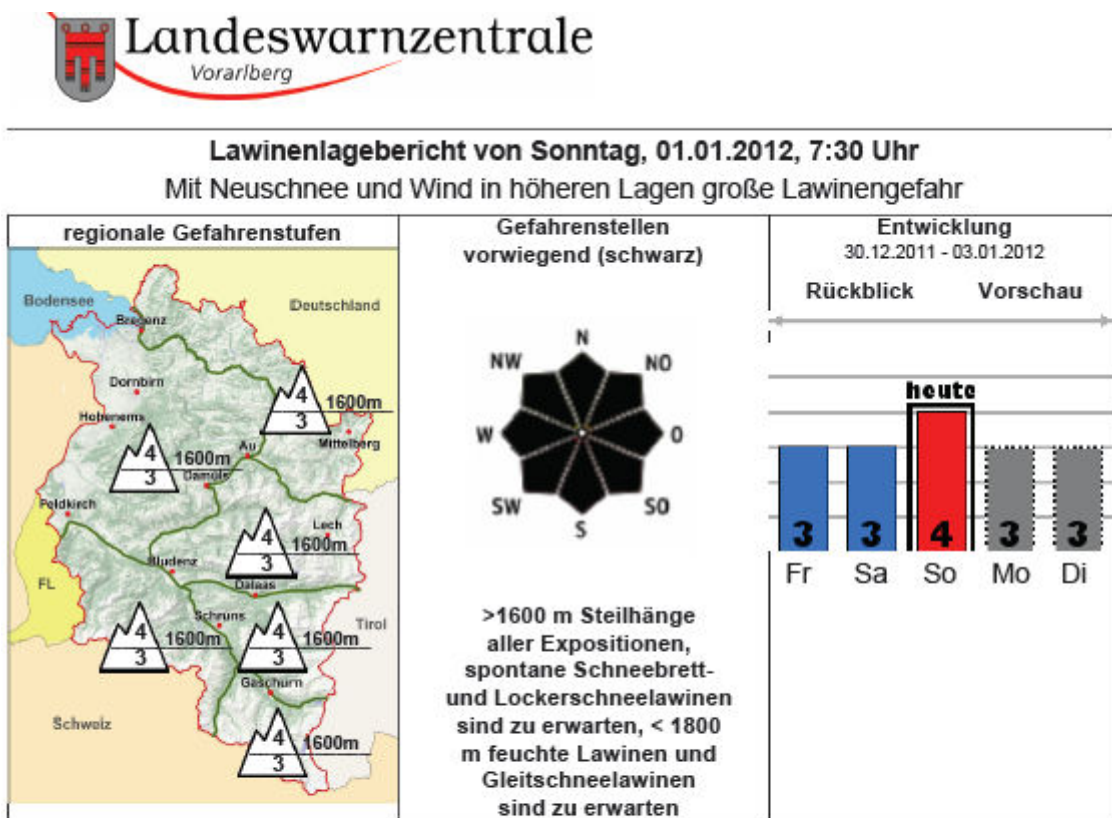 Landeswarnzentrale
Vorarlberg
Lawinenlagebericht von Sonntag, 01.01.2012, 7:30 Uhr
Mit Neuschnee und Wind in höheren Lagen große Lawinengefahr
regionale Gefahrenstufen
Bodensee
Deutschland
Bregenz
Dornbirn
Hohenems
4
3
1600m
Mittelberg
Au
4
3
1600m
Damüls
Feldkirch
Lech
4
3
1600m
Bludenz
FL
Dalaas
Schruns
Tirol
4
3
1600m
4
3
1600m
Gaschurn
Schweiz
4
3
1600m
Gefahrenstellen
vorwiegend (schwarz)
N
NW
NO
W
O
SW
SO
S
>1600 m Steilhänge
aller Expositionen,
spontane Schneebrett-
und Lockerschneelawinen
sind zu erwarten, < 1800
m feuchte Lawinen und
Gleitschneelawinen
sind zu erwarten
Entwicklung
30.12.2011 - 03.01.2012
Rückblick Vorschau
heute
3 3 4 3 3
Fr Sa So Mo Di